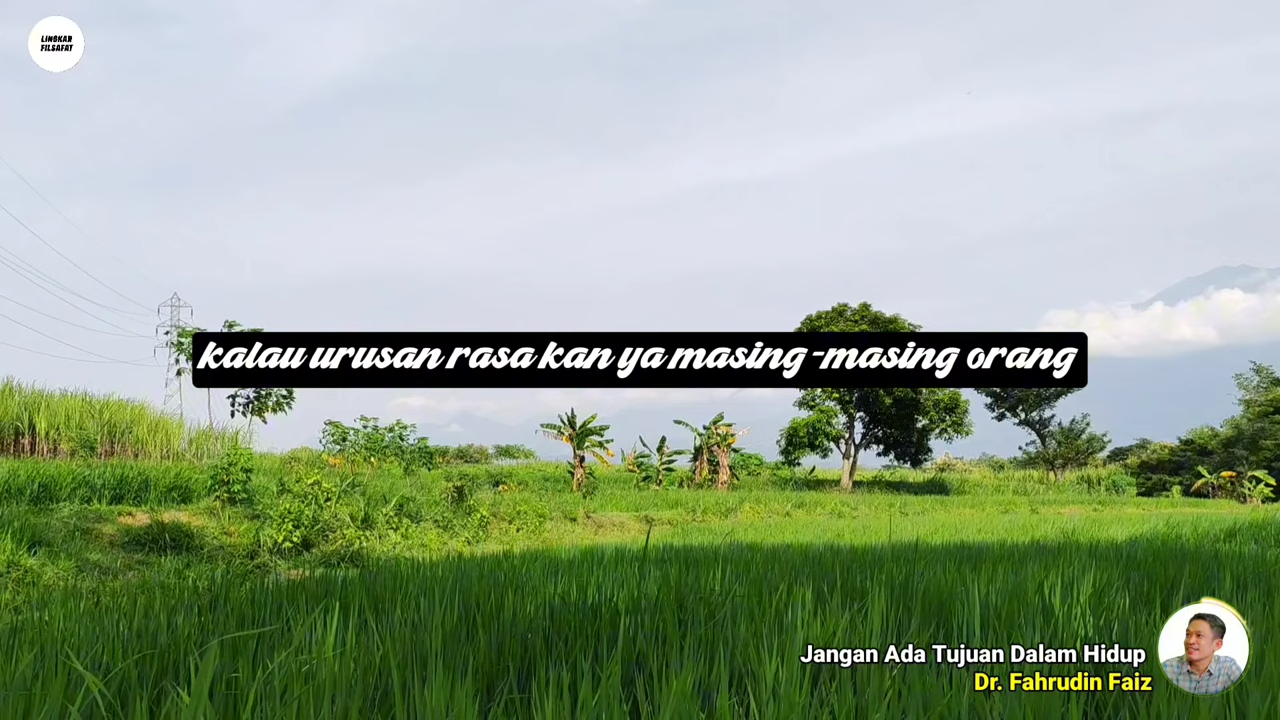 LINGKAR
FILSAFAT
kalau urusan rasa kan ya masing-masing orang
Jangan Ada Tujuan Dalam Hidup
Dr. Fahrudin Faiz